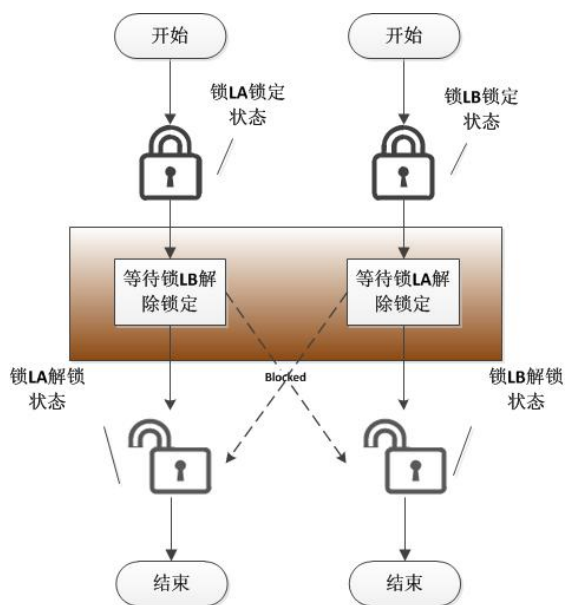 开始
开始
锁LA锁定
状态
锁LB锁定
状态
等待锁LB解
除锁定
等待锁LA解
除锁定
Blocked
锁LA解锁
状态
锁LB解锁
状态
结束
结束